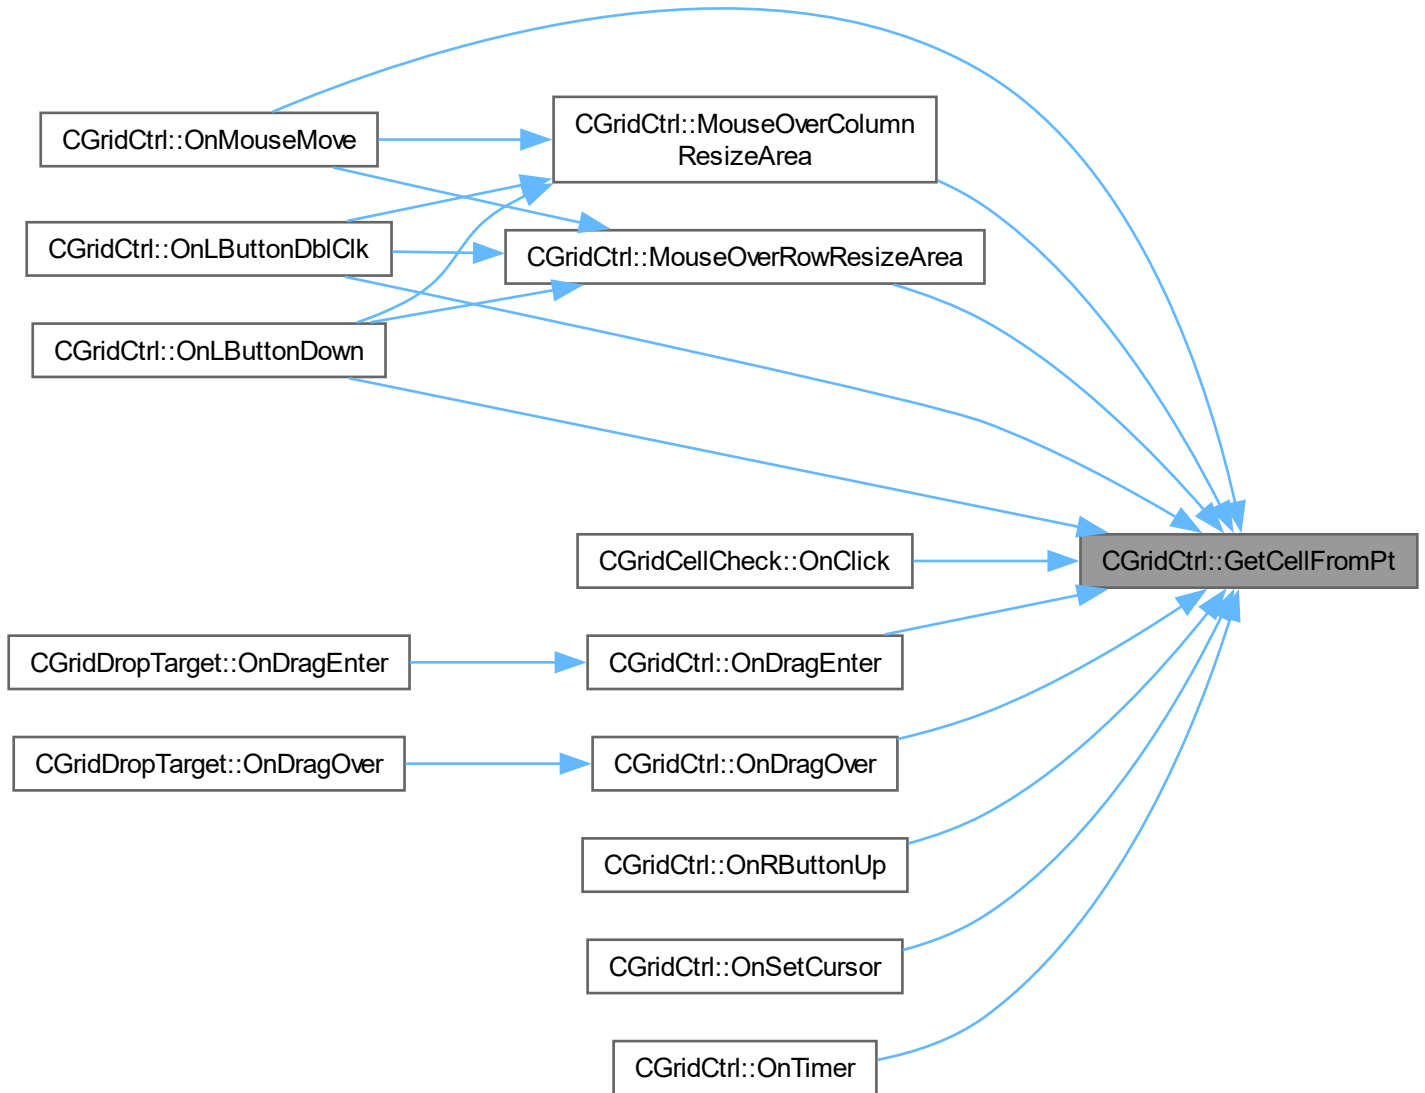 CGridCtrl::OnMouseMove
CGridCtrl::MouseOverColumn
ResizeArea
CGridCtrl::OnLButtonDblClk
CGridCtrl::MouseOverRowResizeArea
CGridCtrl::OnLButtonDown
CGridCellCheck::OnClick
CGridCtrl::GetCellFromPt
CGridDropTarget::OnDragEnter
CGridCtrl::OnDragEnter
CGridDropTarget::OnDragOver
CGridCtrl::OnDragOver
CGridCtrl::OnRButtonUp
CGridCtrl::OnSetCursor
CGridCtrl::OnTimer